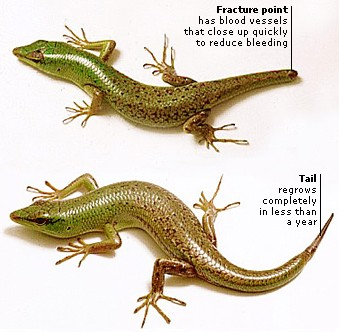 Fracture point
has blood vessels
that close up quickly
to reduce bleeding
Tail
regrows
completely
in less than
a year